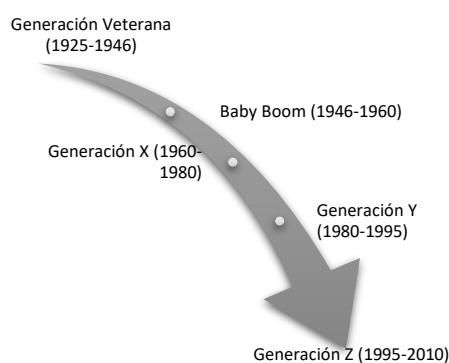 Generación Veterana
(1925-1946)
Baby Boom (1946-1960)
Generación X (1960-
1980)
Generación Y
(1980-1995)
Generación Z (1995-2010)